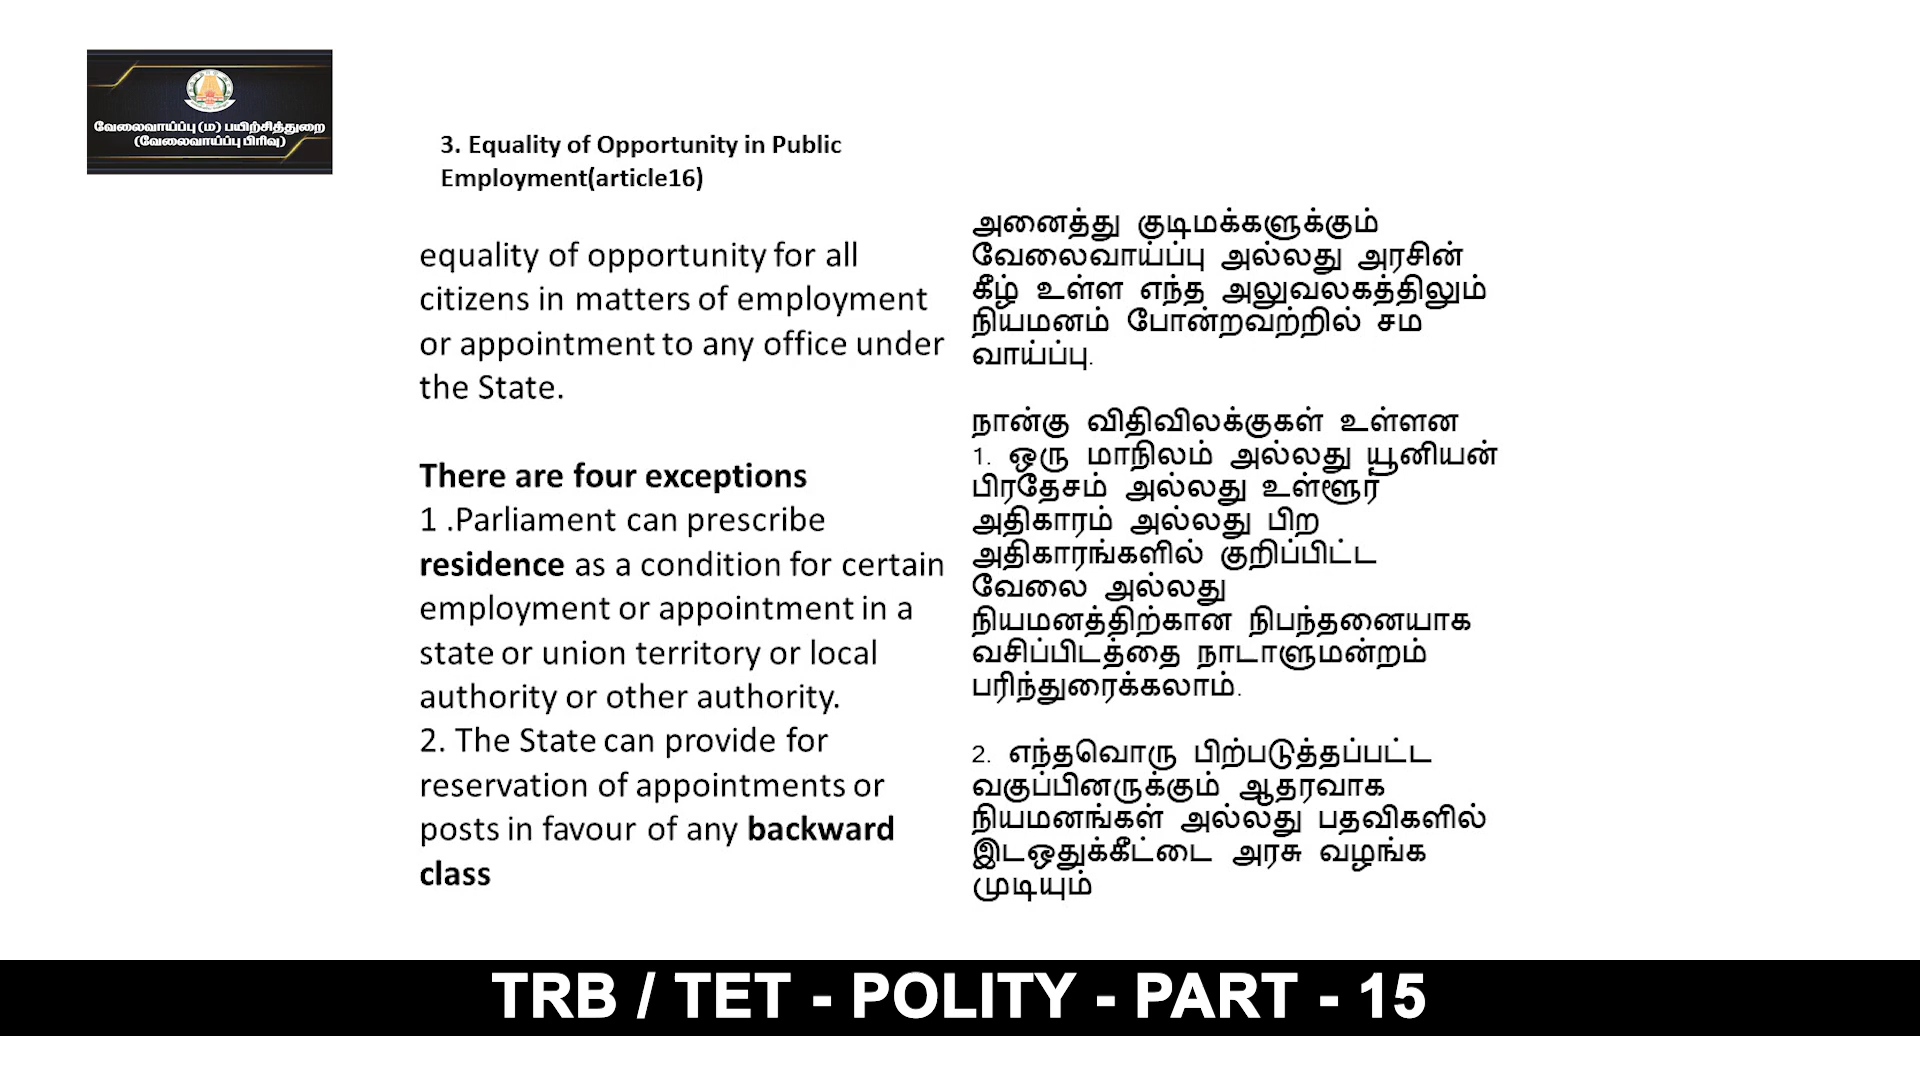 வேலைவாய்ப்பு (ம) பயிற்சித்துறை
(வேலைவாய்ப்பு பிரிவு)
3. Equality of Opportunity in Public
Employment(article16)
equality of opportunity for all
citizens in matters of employment
or appointment to any office under
the State.
There are four exceptions
1 .Parliament can prescribe
residence as a condition for certain
employment or appointment in a
state or union territory or local
authority or other authority.
2. The State can provide for
reservation of appointments or
posts in favour of any backward
class
அனைத்து குடிமக்களுக்கும்
வேலைவாய்ப்பு அல்லது அரசின்
கீழ் உள்ள எந்த அலுவலகத்திலும்
நியமனம் போன்றவற்றில் சம
வாய்ப்பு.
நான்கு விதிவிலக்குகள் உள்ளன
1. ஒரு மாநிலம் அல்லது யூனியன்
பிரதேசம் அல்லது உள்ளூர்
அதிகாரம் அல்லது பிற
அதிகாரங்களில் குறிப்பிட்ட
வேலை அல்லது
நியமனத்திற்கான நிபந்தனையாக
வசிப்பிடத்தை நாடாளுமன்றம்
பரிந்துரைக்கலாம்.
2. எந்தவொரு பிற்படுத்தப்பட்ட
வகுப்பினருக்கும் ஆதரவாக
நியமனங்கள் அல்லது பதவிகளில்
இடஒதுக்கீட்டை அரசு வழங்க
முடியும்
TRB / TET - POLITY - PART - 15